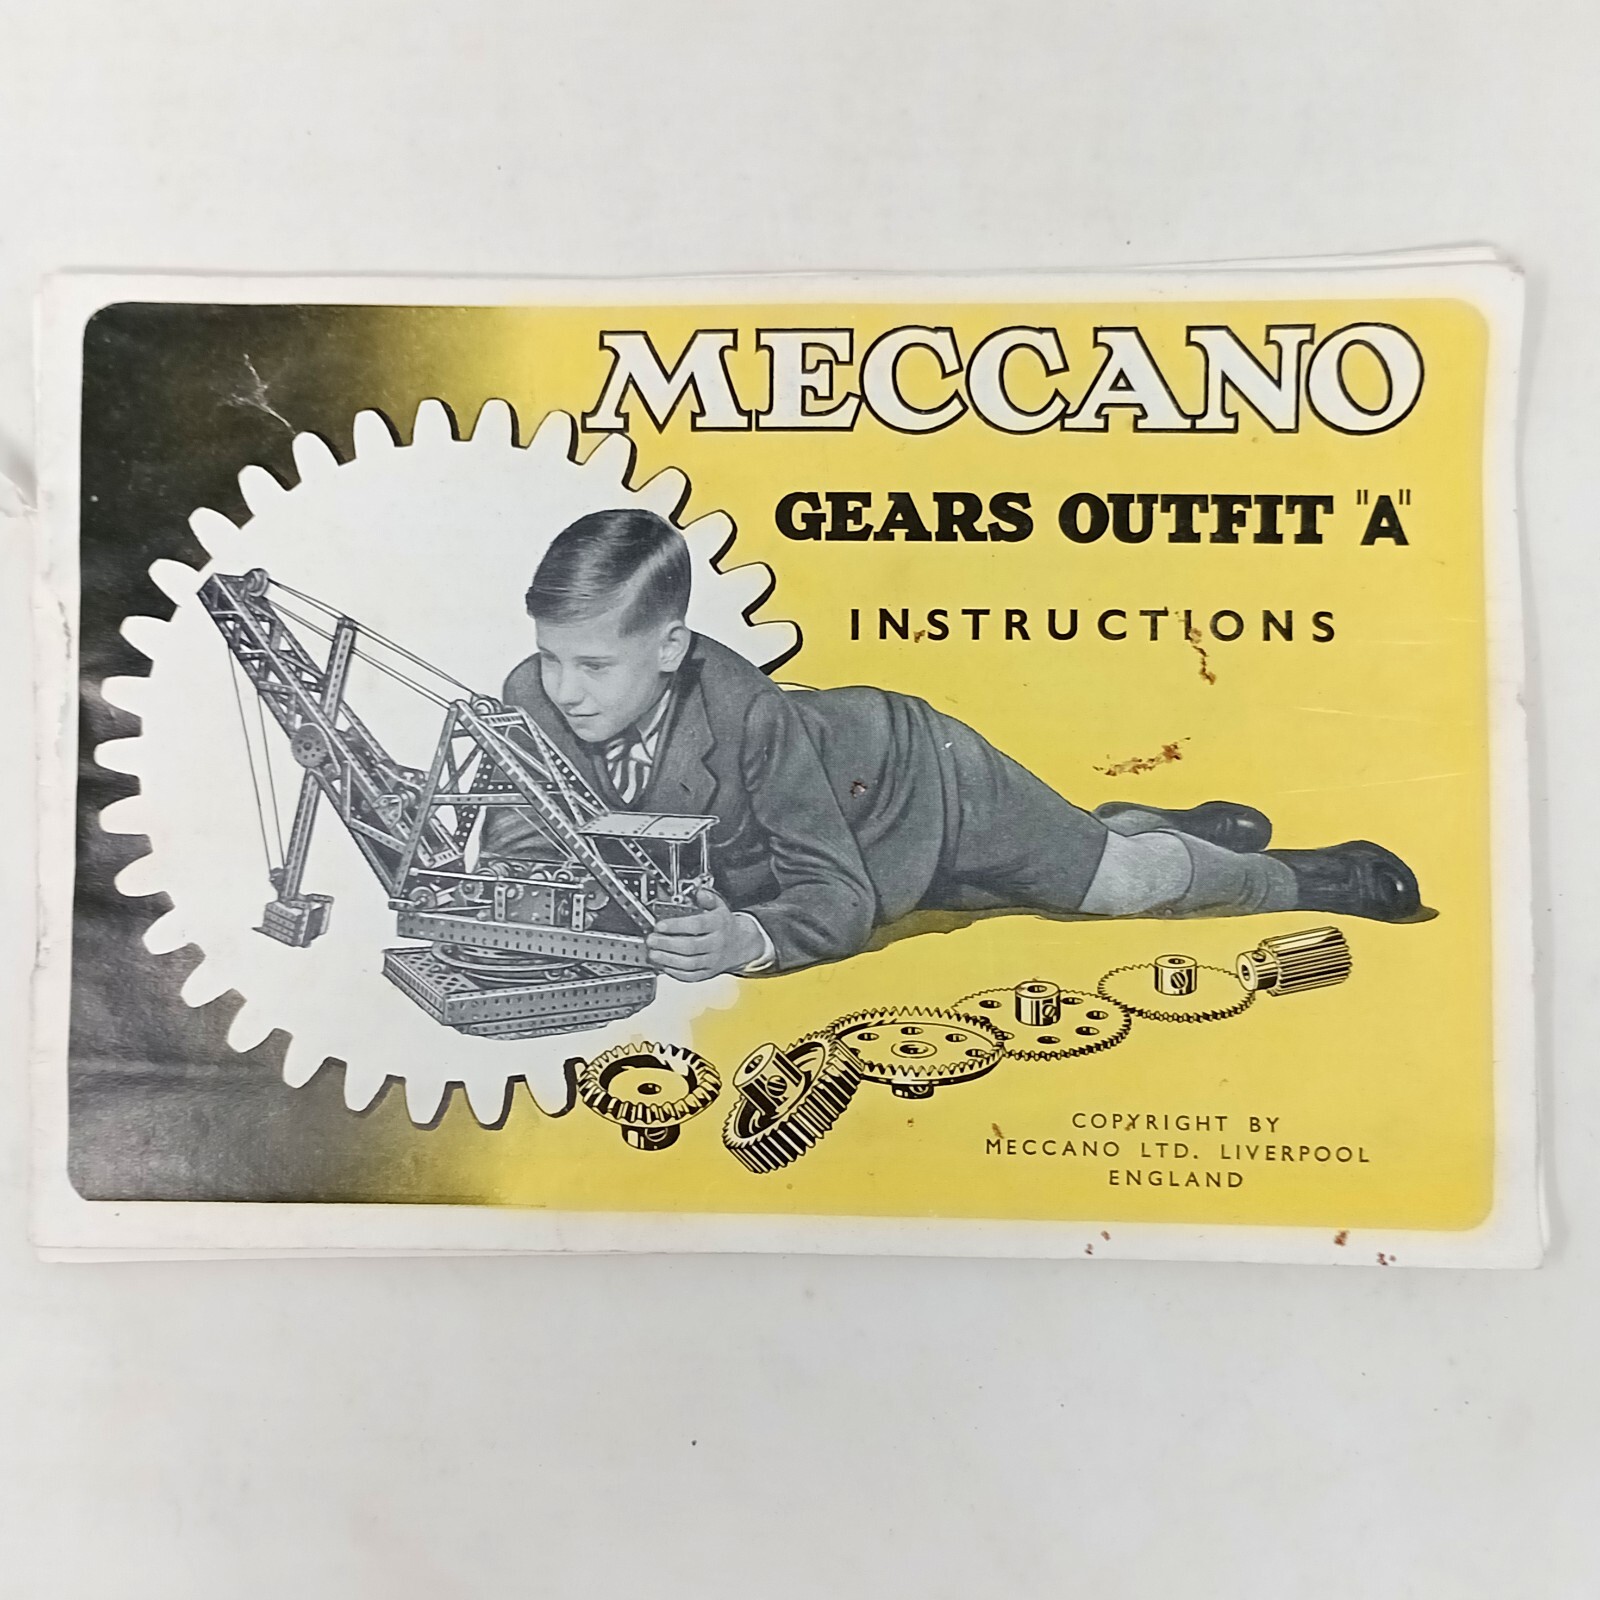 MECCANO
GEARS OUTFIT "A"
INSTRUCTIONS
COPYRIGHT BY
MECCANO LTD. LIVERPOOL
ENGLAND